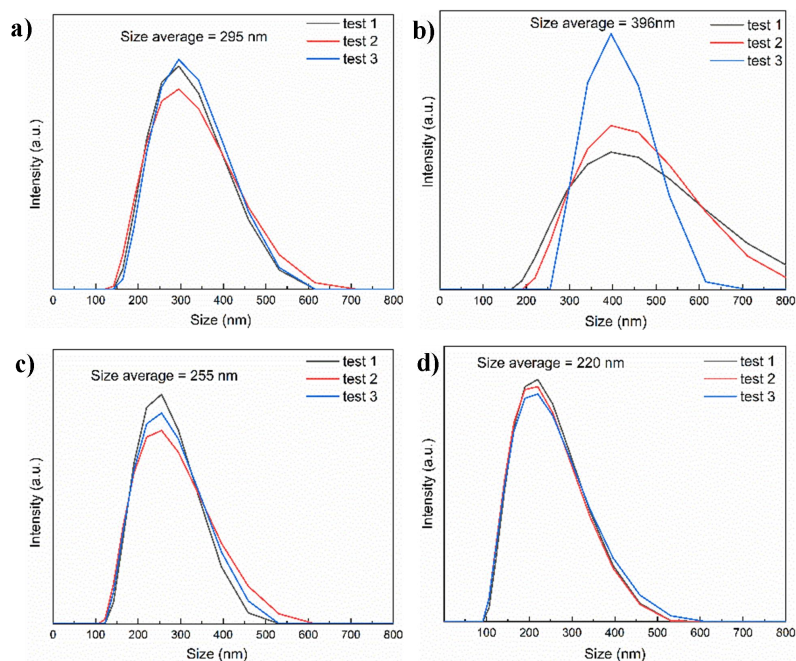 a)
Size average = 295 nm
test 1
test 2
test 3
Intensity (a.u.)
0 100 200 300 400 500 600 700 800
Size (nm)
b)
Size average = 396nm
test 1
test 2
test 3
Intensity (a.u.)
0 100 200 300 400 500 600 700 800
Size (nm)
c)
Size average = 255 nm
test 1
test 2
test 3
Intensity (a.u.)
0 100 200 300 400 500 600 700 800
Size (nm)
d)
Size average = 220 nm
test 1
test 2
test 3
Intensity (a.u.)
100 200 300 400 500 600 700 800
Size (nm)